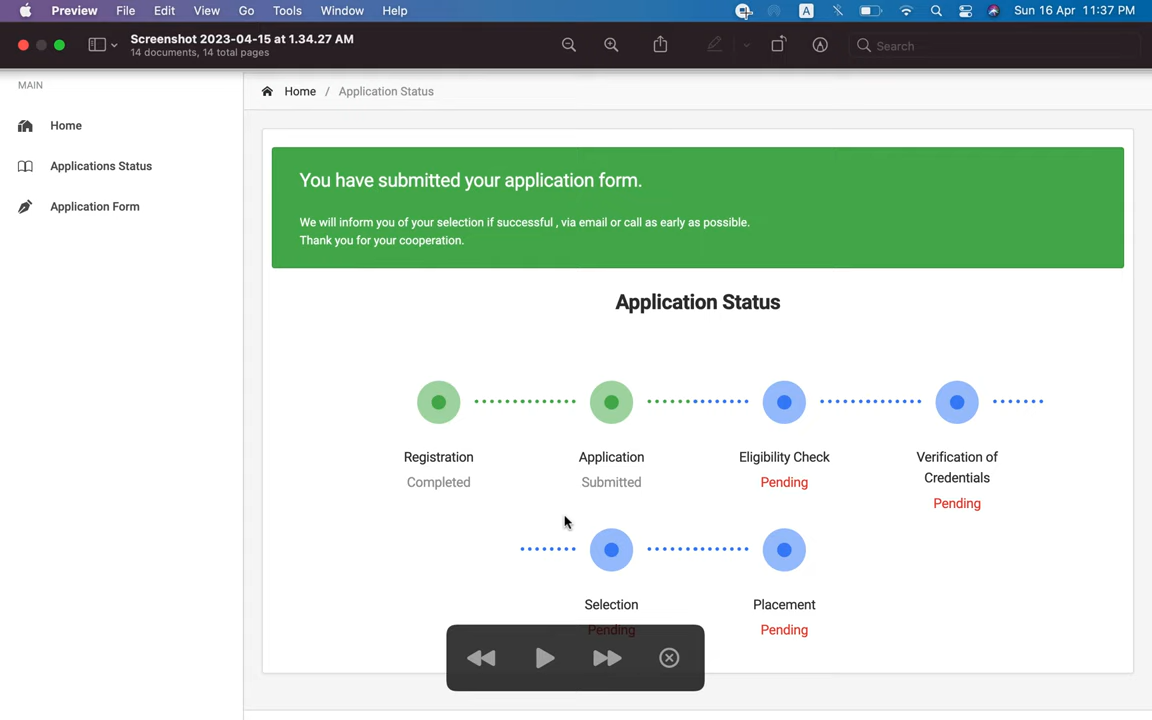 Preview File Edit View Go Tools Window Help A Sun 16 Apr 11:37 PM
Screenshot 2023-04-15 at 1.34.27 AM
14 documents, 14 total pages
Search
MAIN
Home
Applications Status
Application Form
Home / Application Status
You have submitted your application form.
We will inform you of your selection if successful , via email or call as early as possible.
Thank you for your cooperation.
Application Status
Registration
Completed
Application
Submitted
Eligibility Check
Pending
Verification of
Credentials
Pending
Selection
Pending
Placement
Pending